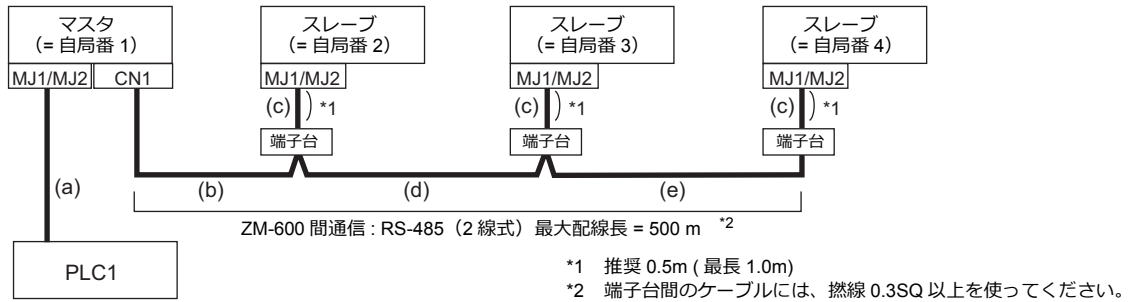 マスタ
(= 自局番 1)
スレーブ
(= 自局番 2)
スレーブ
(= 自局番 3)
スレーブ
(= 自局番 4)
MJ1/MJ2
CN1
MJ1/MJ2
MJ1/MJ2
MJ1/MJ2
(c) *1
(c) *1
(c) *1
端子台
端子台
端子台
(a)
(b)
(d)
(e)
ZM-600 間通信 : RS-485（2 線式）最大配線長 = 500 m *2
PLC1
*1 推奨 0.5m ( 最長 1.0m)
*2 端子台間のケーブルには、撚線 0.3SQ 以上を使ってください。